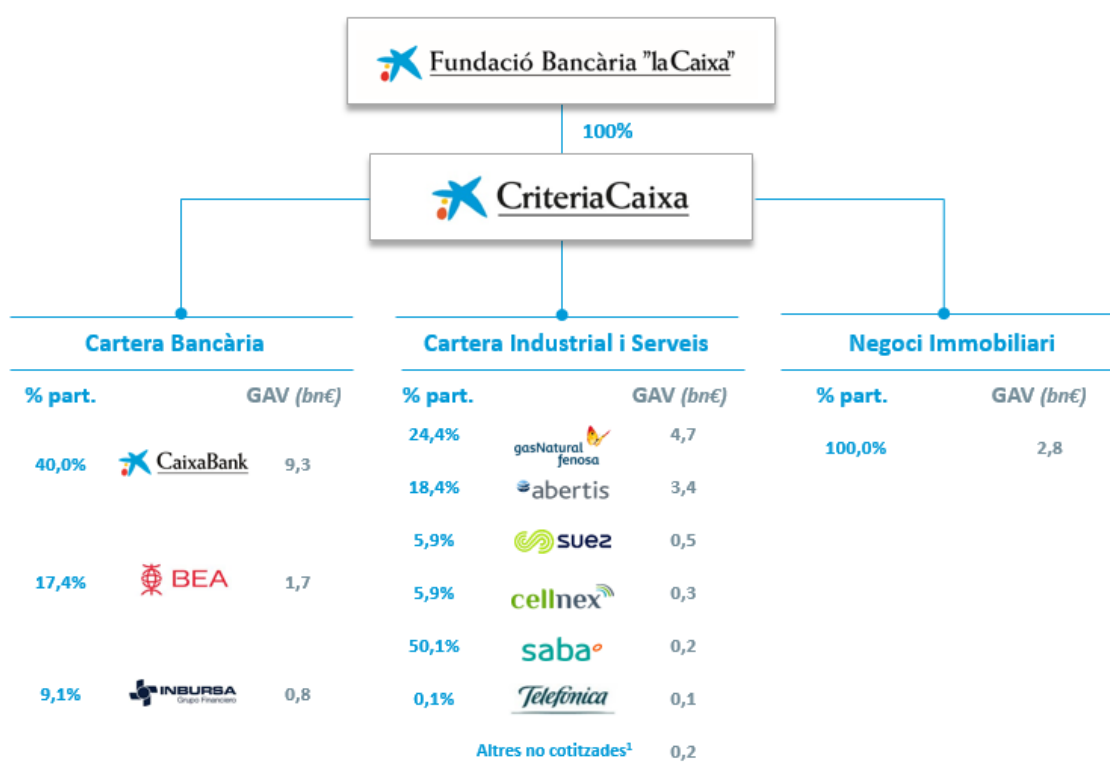 Fundació Bancària "la Caixa"
100%
CriteriaCaixa
Cartera Bancària
% part. GAV (bn€)
40,0% CaixaBank 9,3
17,4% BEA 1,7
9,1% INBURSA Grupo Financiero 0,8
Cartera Industrial i Serveis
% part. GAV (bn€)
24,4% gasNatural fenosa 4,7
18,4% abertis 3,4
5,9% suez 0,5
5,9% cellnex 0,3
50,1% saba 0,2
0,1% Telefónica 0,1
Altres no cotitzades¹ 0,2
Negoci Immobiliari
% part. GAV (bn€)
100,0% 2,8